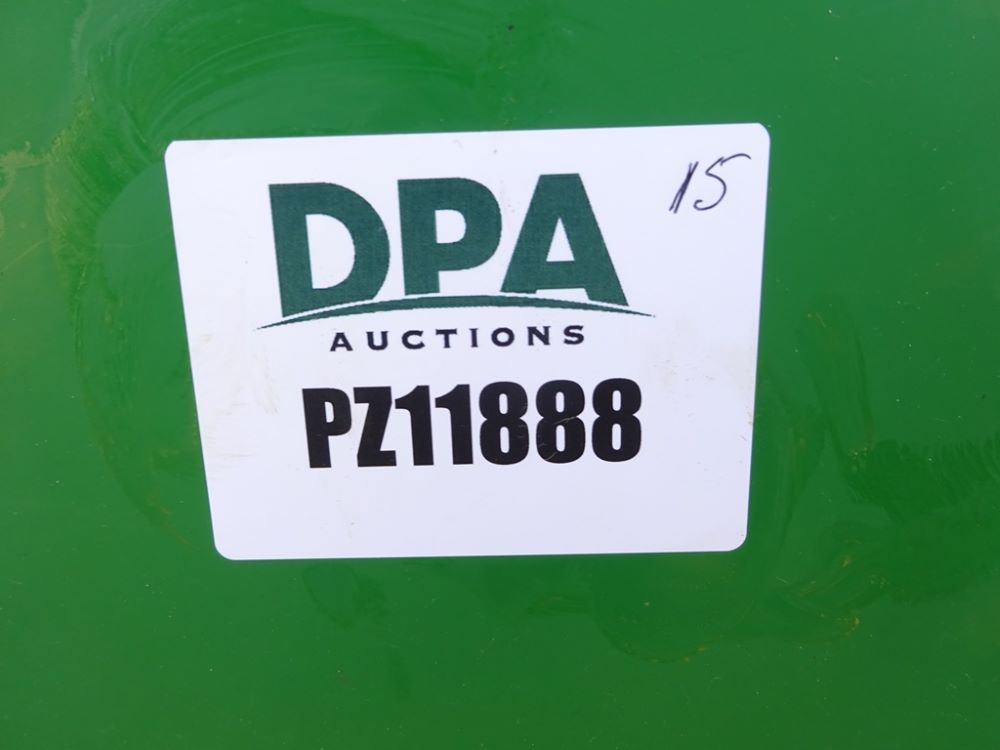 15
DPA
AUCTIONS
PZ11888